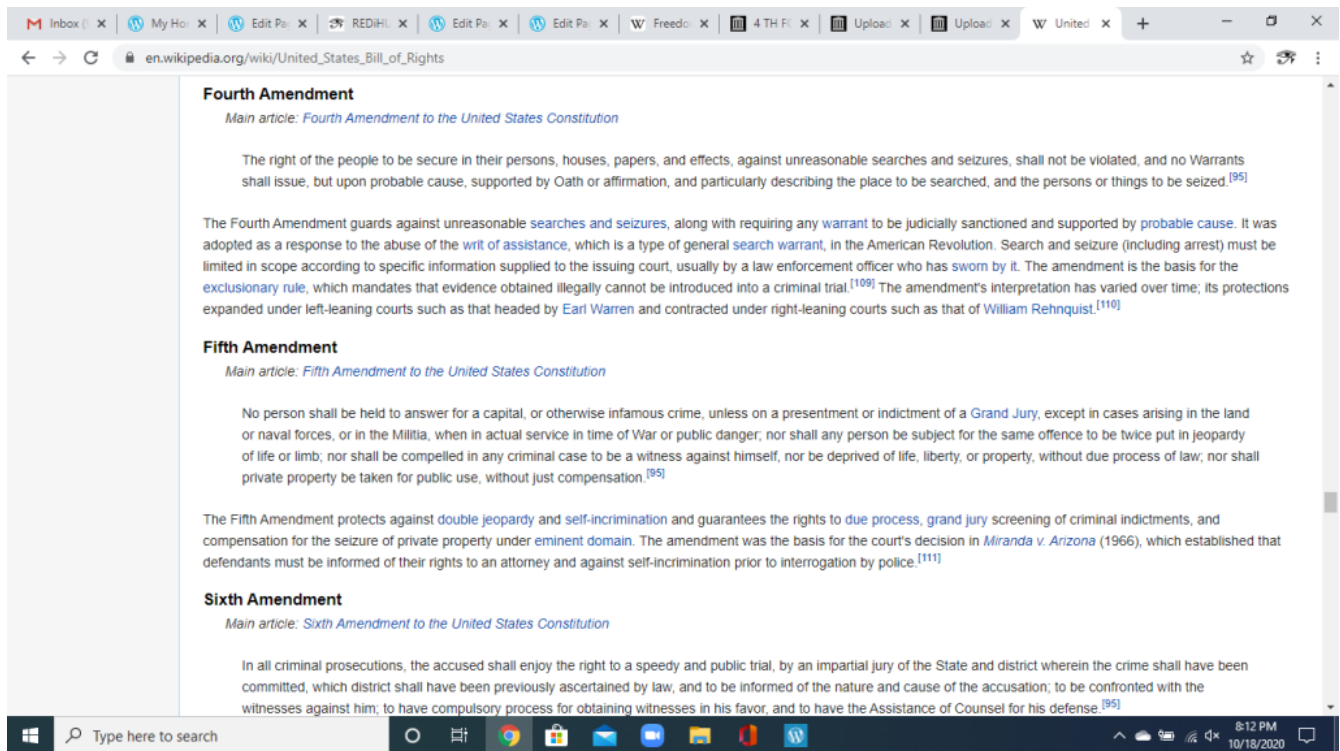 Inbox (
My Ho
Edit Pa
REDiHU
Edit Pa
Edit Pa
Freedo
4 TH F
Upload
Upload
United
en.wikipedia.org/wiki/United_States_Bill_of_Rights
Fourth Amendment
Main article: Fourth Amendment to the United States Constitution
The right of the people to be secure in their persons, houses, papers, and effects, against unreasonable searches and seizures, shall not be violated, and no Warrants
shall issue, but upon probable cause, supported by Oath or affirmation, and particularly describing the place to be searched, and the persons or things to be seized.[95]
The Fourth Amendment guards against unreasonable searches and seizures, along with requiring any warrant to be judicially sanctioned and supported by probable cause. It was
adopted as a response to the abuse of the writ of assistance, which is a type of general search warrant, in the American Revolution. Search and seizure (including arrest) must be
limited in scope according to specific information supplied to the issuing court, usually by a law enforcement officer who has sworn by it. The amendment is the basis for the
exclusionary rule, which mandates that evidence obtained illegally cannot be introduced into a criminal trial.[109] The amendment's interpretation has varied over time; its protections
expanded under left-leaning courts such as that headed by Earl Warren and contracted under right-leaning courts such as that of William Rehnquist.[110]
Fifth Amendment
Main article: Fifth Amendment to the United States Constitution
No person shall be held to answer for a capital, or otherwise infamous crime, unless on a presentment or indictment of a Grand Jury, except in cases arising in the land
or naval forces, or in the Militia, when in actual service in time of War or public danger; nor shall any person be subject for the same offence to be twice put in jeopardy
of life or limb; nor shall be compelled in any criminal case to be a witness against himself, nor be deprived of life, liberty, or property, without due process of law; nor shall
private property be taken for public use, without just compensation.[95]
The Fifth Amendment protects against double jeopardy and self-incrimination and guarantees the rights to due process, grand jury screening of criminal indictments, and
compensation for the seizure of private property under eminent domain. The amendment was the basis for the court's decision in Miranda v. Arizona (1966), which established that
defendants must be informed of their rights to an attorney and against self-incrimination prior to interrogation by police.[111]
Sixth Amendment
Main article: Sixth Amendment to the United States Constitution
In all criminal prosecutions, the accused shall enjoy the right to a speedy and public trial, by an impartial jury of the State and district wherein the crime shall have been
committed, which district shall have been previously ascertained by law, and to be informed of the nature and cause of the accusation; to be confronted with the
witnesses against him; to have compulsory process for obtaining witnesses in his favor, and to have the Assistance of Counsel for his defense.[95]
Type here to search
8:12 PM
10/18/2020